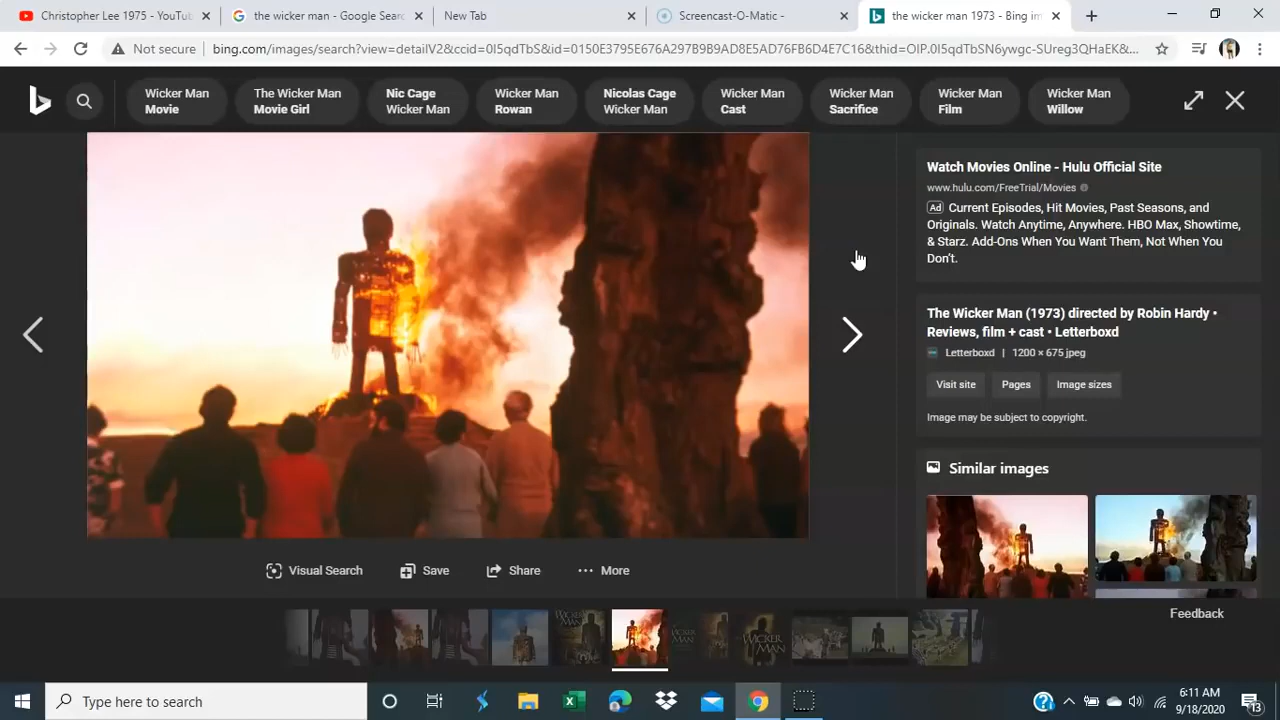 Christopher Lee 1975 - YouTu
the wicker man - Google Searc
New Tab
Screencast-O-Matic -
the wicker man 1973 - Bing im
Not secure
bing.com/images/search?view=detailV2&ccid=0I5qdTbS&id=0150E3795E676A297B9B9AD8E5AD76FB6D4E7C16&thid=OIP.0I5qdTbSN6ywgc-SUreg3QHaEK&...
Wicker Man
Movie
The Wicker Man
Movie Girl
Nic Cage
Wicker Man
Wicker Man
Rowan
Nicolas Cage
Wicker Man
Wicker Man
Cast
Wicker Man
Sacrifice
Wicker Man
Film
Wicker Man
Willow
Watch Movies Online - Hulu Official Site
www.hulu.com/FreeTrial/Movies
Ad Current Episodes, Hit Movies, Past Seasons, and
Originals. Watch Anytime, Anywhere. HBO Max, Showtime,
& Starz. Add-Ons When You Want Them, Not When You
Don't.
The Wicker Man (1973) directed by Robin Hardy •
Reviews, film + cast • Letterboxd
Letterboxd | 1200 × 675 jpeg
Visit site
Pages
Image sizes
Image may be subject to copyright.
Similar images
Visual Search
Save
Share
More
Feedback
WICKER
MAN
WICKER
MAN
Type here to search
6:11 AM
9/18/2020
13